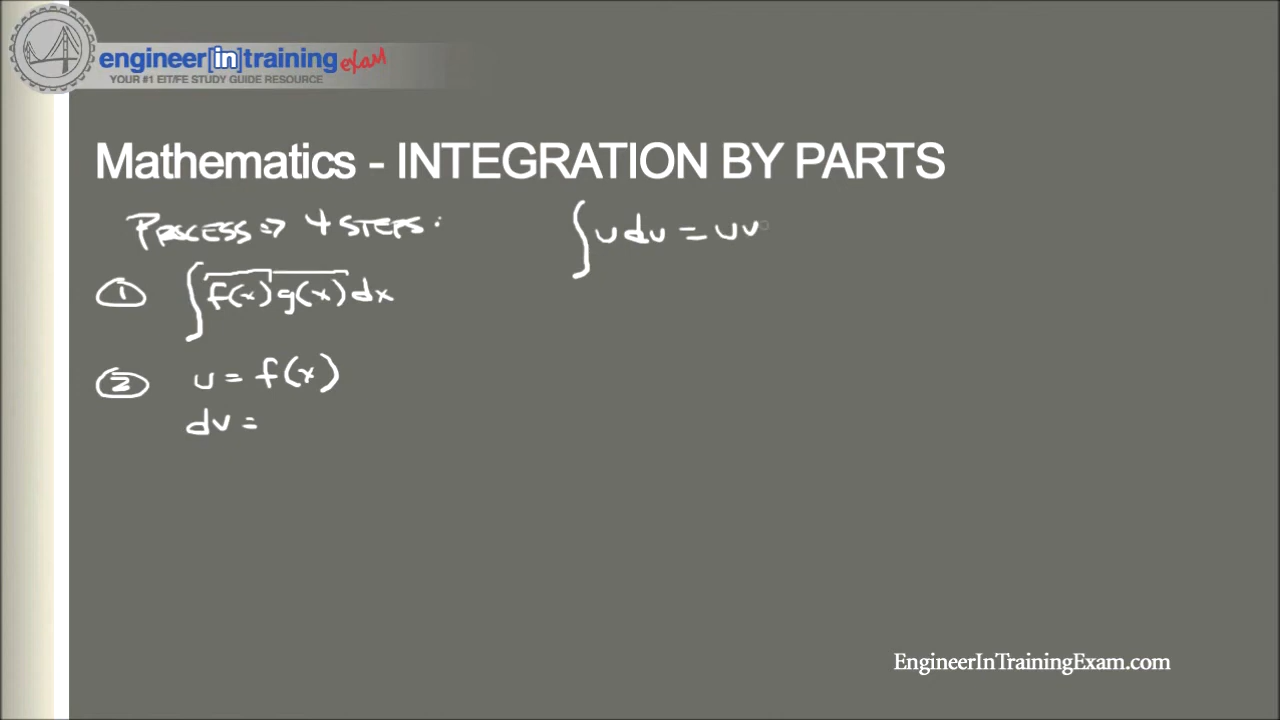 engineer[in]training exam
YOUR #1 EIT/FE STUDY GUIDE RESOURCE
Mathematics - INTEGRATION BY PARTS
PROCESS => 4 STEPS:
∫ u dv = uv
① ∫ f(x) g(x) dx
② u = f(x)
dv =
EngineerInTrainingExam.com